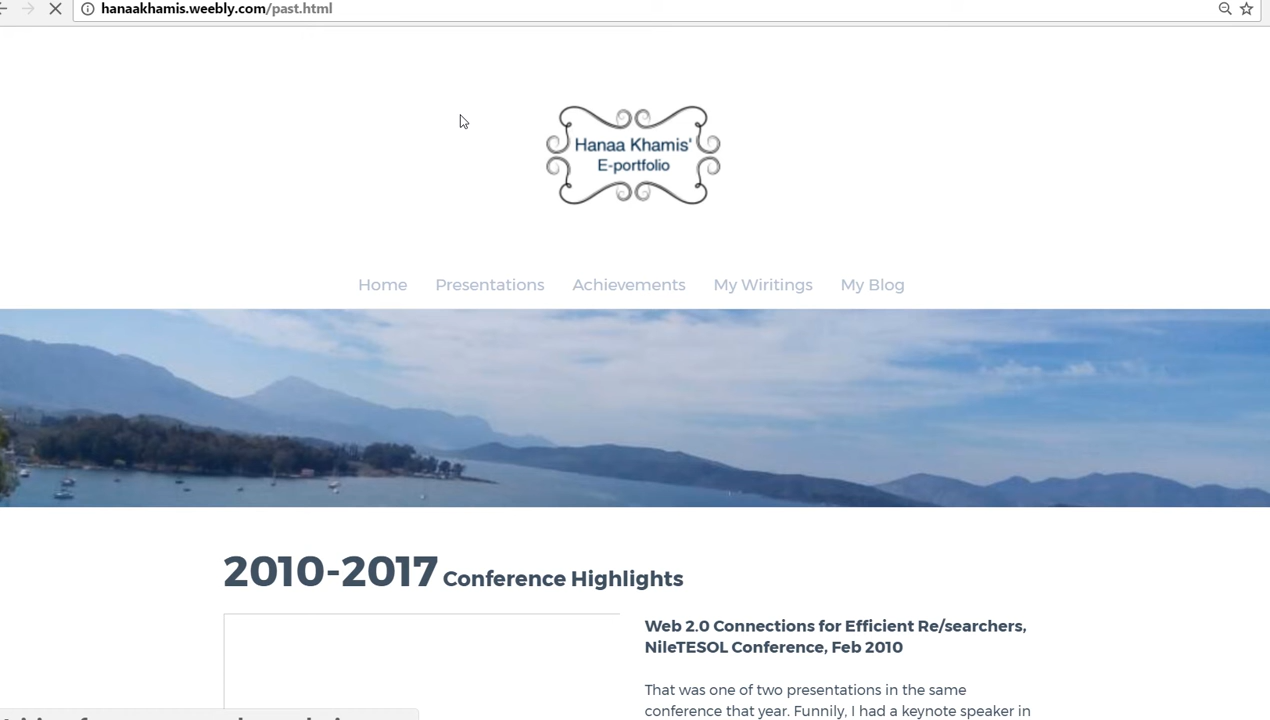 hanaakhamis.weebly.com/past.html
Hanaa Khamis'
E-portfolio
Home Presentations Achievements My Wiritings My Blog
2010-2017 Conference Highlights
Web 2.0 Connections for Efficient Re/searchers,
NileTESOL Conference, Feb 2010
That was one of two presentations in the same
conference that year. Funnily, I had a keynote speaker in